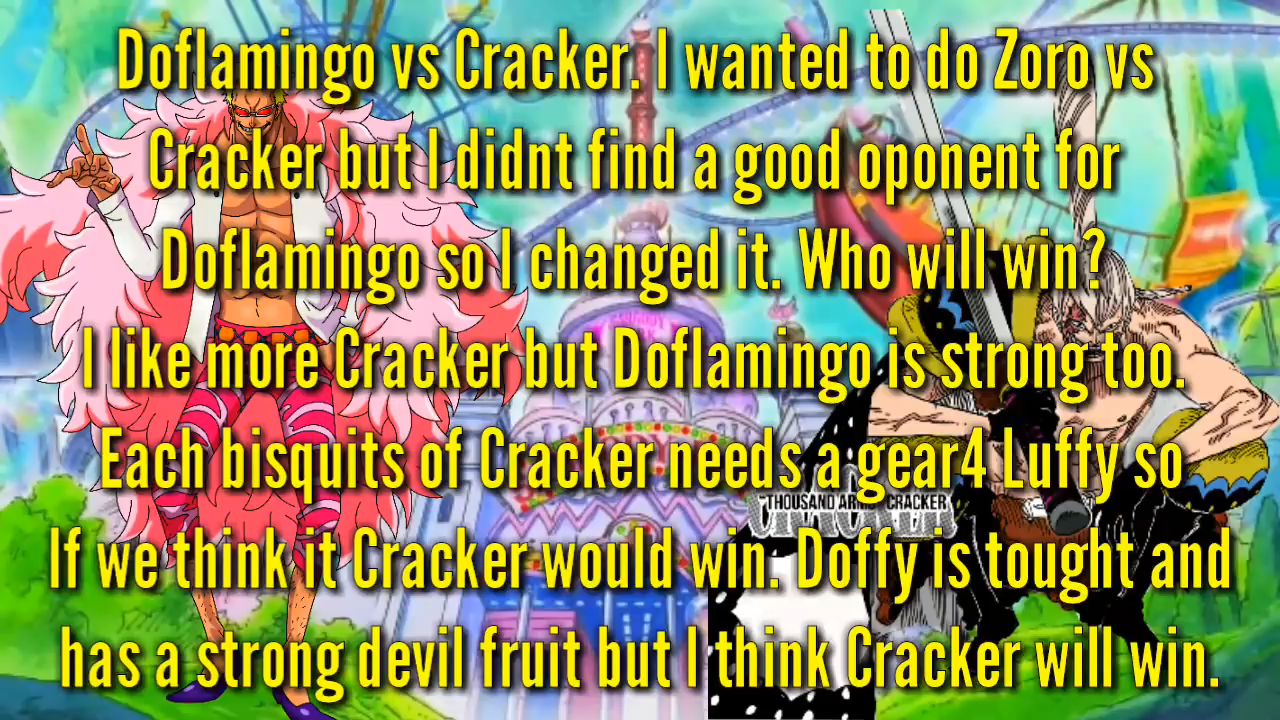 Doflamingo vs Cracker. I wanted to do Zoro vs
Cracker but I didnt find a good oponent for
Doflamingo so I changed it. Who will win?
I like more Cracker but Doflamingo is strong too.
Each bisquits of Cracker needs a gear4 Luffy so
THOUSAND ARMS CRACKER
CRACKER
If we think it Cracker would win. Doffy is tought and
has a strong devil fruit but I think Cracker will win.